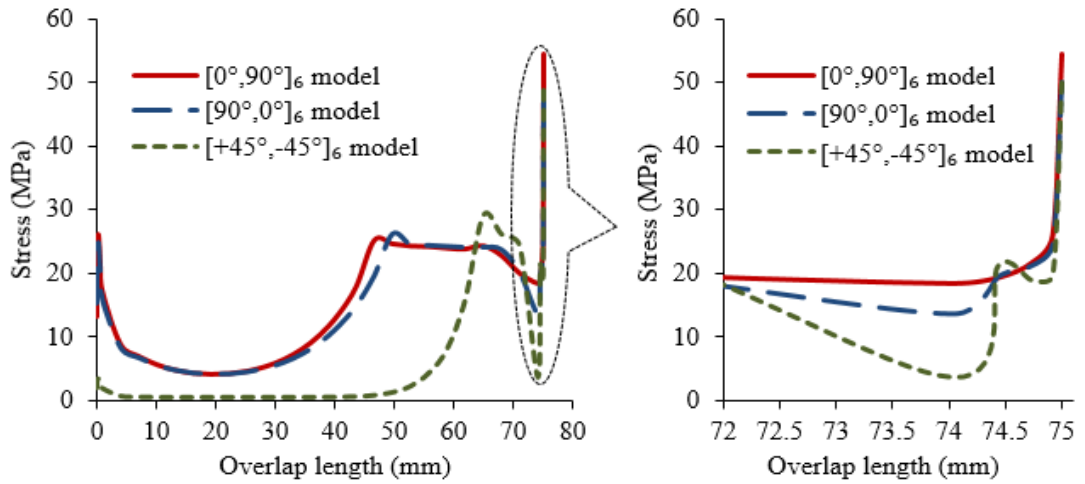 60
50
40
30
20
10
0
Stress (MPa)
[0°,90°]₆ model
[90°,0°]₆ model
[+45°,-45°]₆ model
0 10 20 30 40 50 60 70 80
Overlap length (mm)
60
50
40
30
20
10
0
Stress (MPa)
[0°,90°]₆ model
[90°,0°]₆ model
[+45°,-45°]₆ model
72 72.5 73 73.5 74 74.5 75
Overlap length (mm)